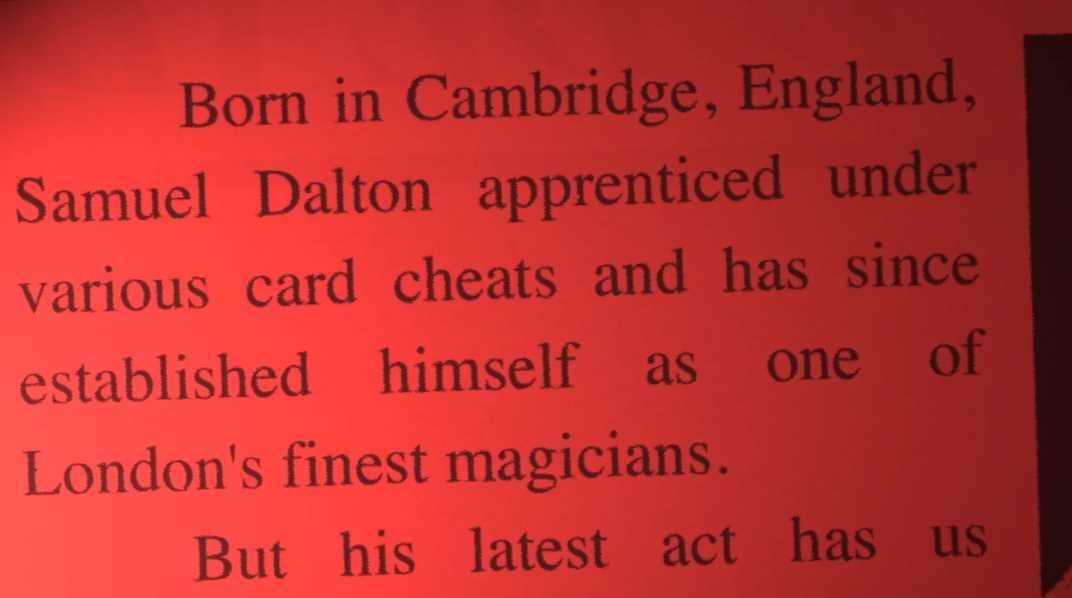 Born in Cambridge, England,
Samuel Dalton apprenticed under
various card cheats and has since
established himself as one of
London's finest magicians.
But his latest act has us